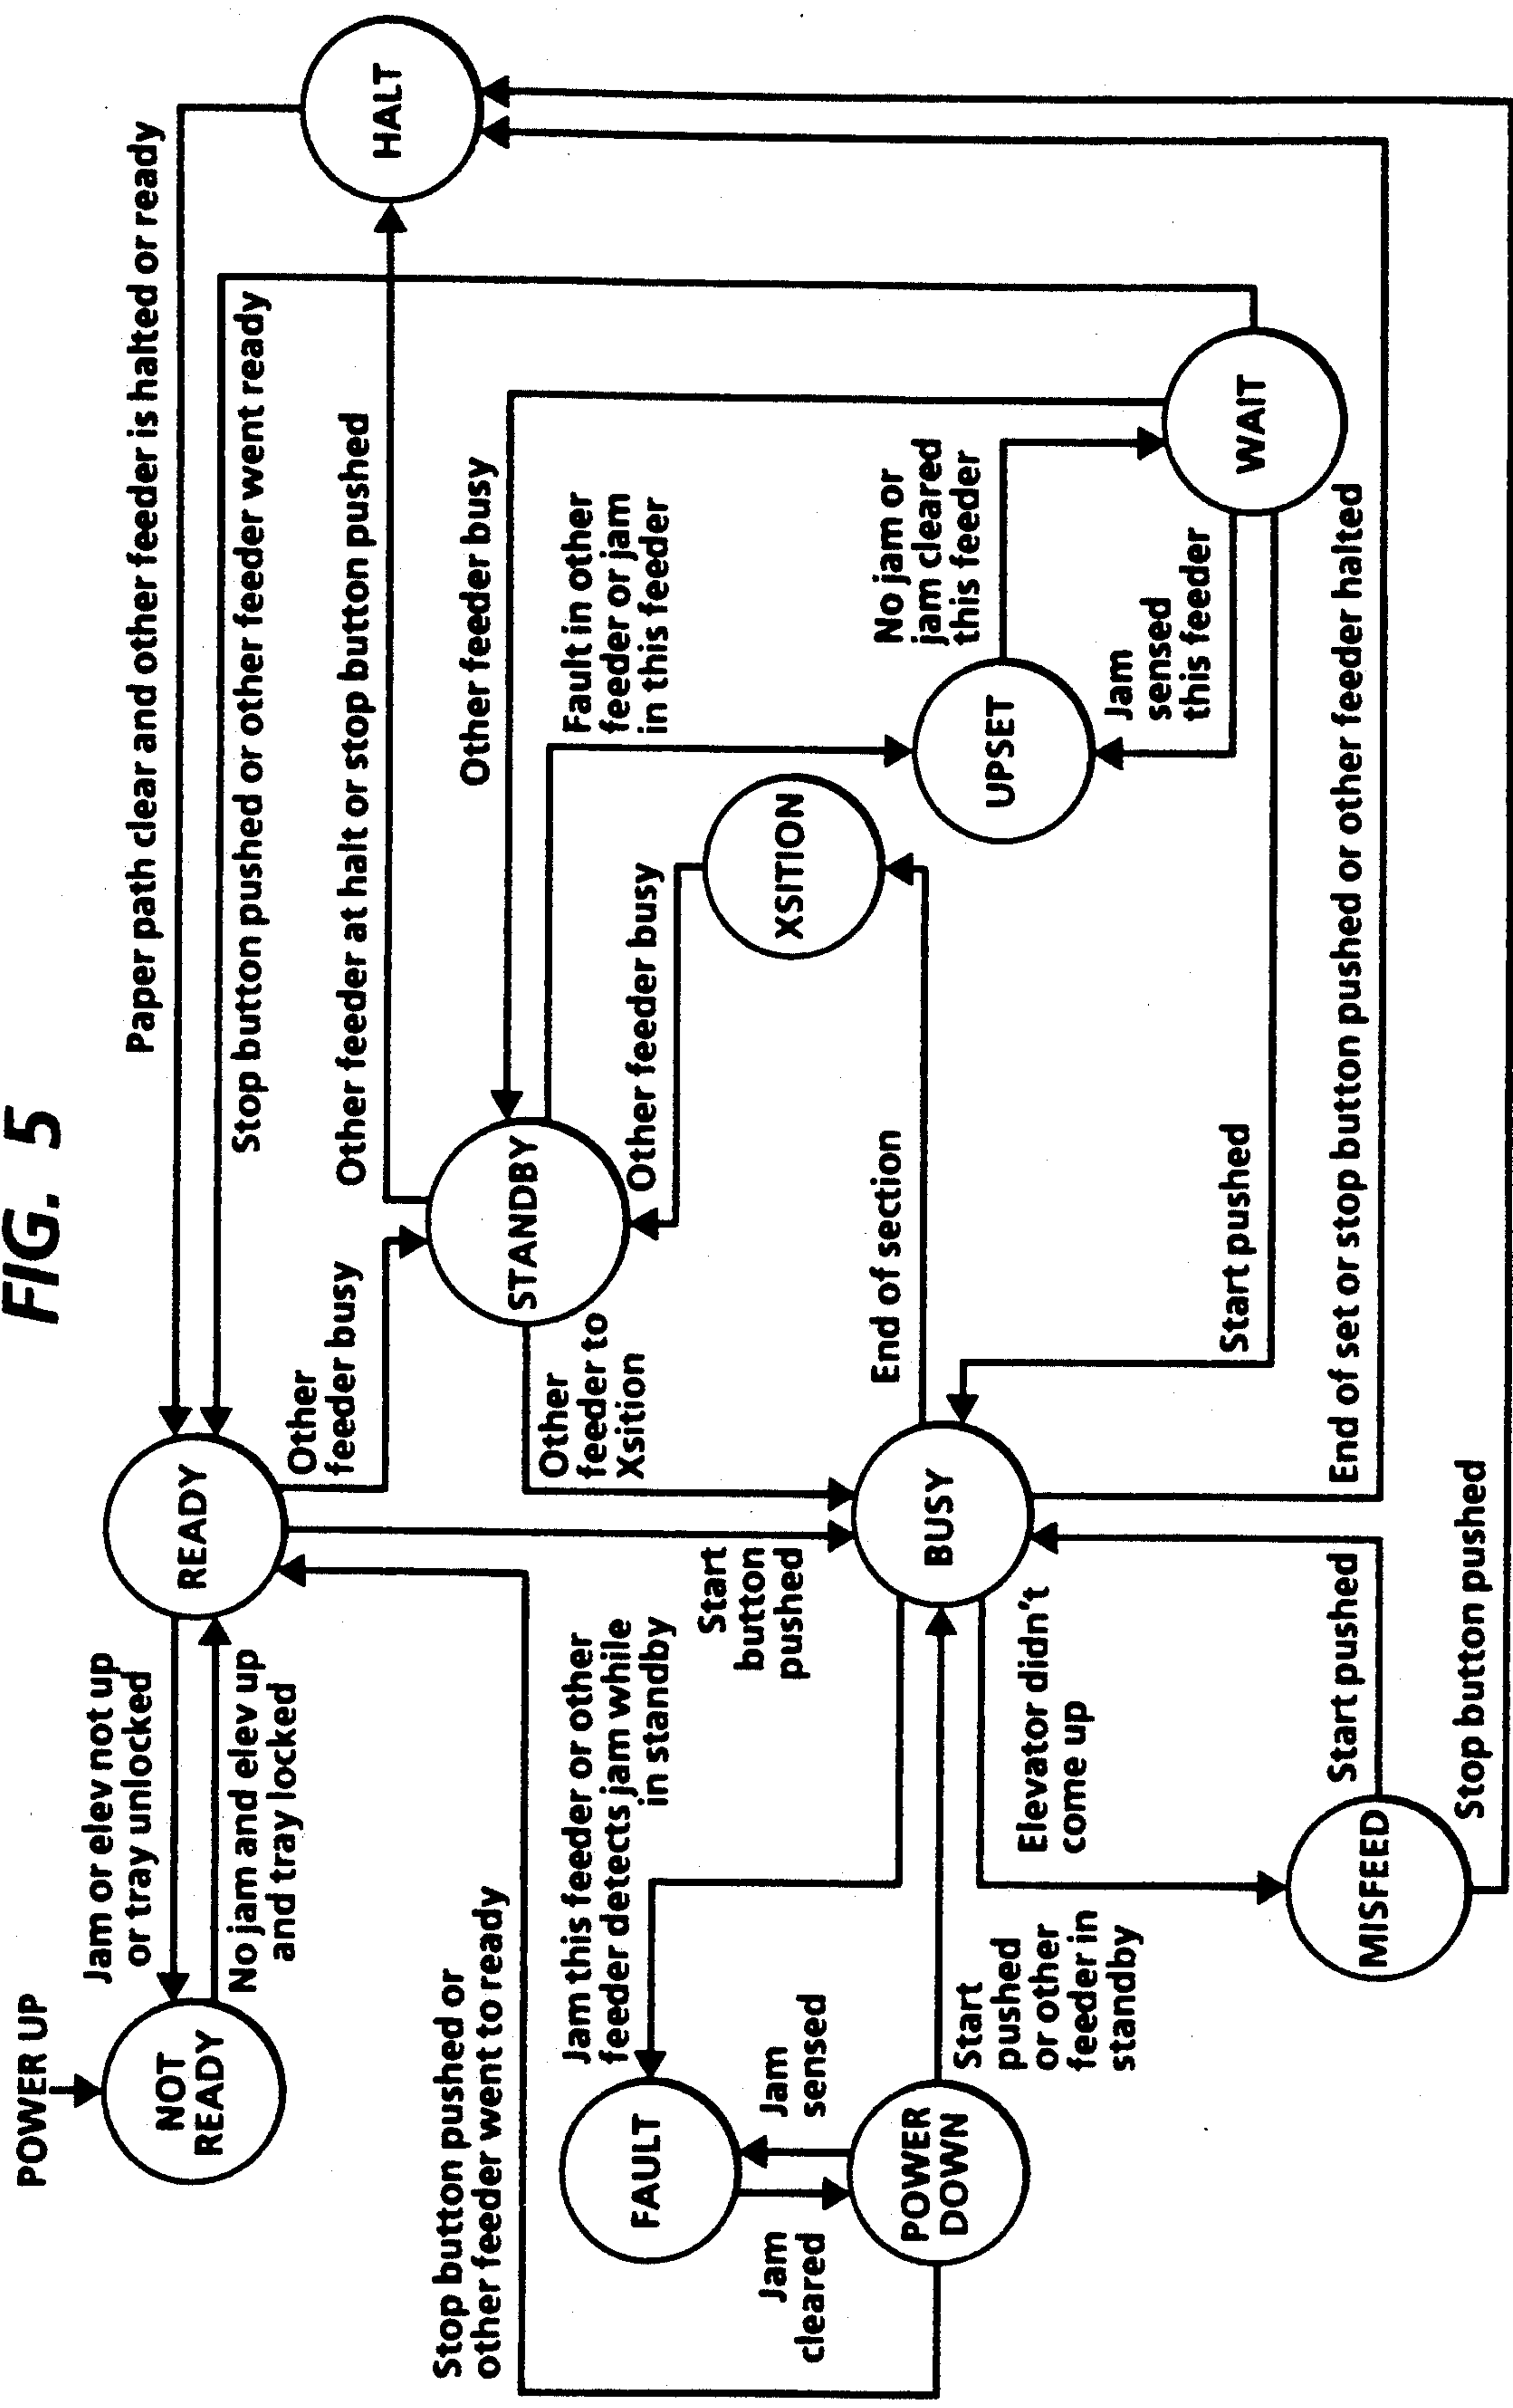 FIG. 5
POWER UP
NOT
READY
Jam or elev not up
or tray unlocked
No jam and elev up
and tray locked
READY
Paper path clear and other feeder is halted or ready
Stop button pushed or other feeder went ready
HALT
Other
feeder busy
Other feeder at halt or stop button pushed
Stop button pushed or
other feeder went to ready
STANDBY
Other feeder busy
Fault in other
feeder or jam
in this feeder
Other
feeder to
Xsition
Other feeder busy
XSITION
Jam this feeder or other
feeder detects jam while
in standby
Start
button
pushed
FAULT
Jam
cleared
Jam
sensed
POWER
DOWN
Start
pushed
or other
feeder in
standby
BUSY
End of section
UPSET
No jam or
jam cleared
this feeder
Jam
sensed
this feeder
WAIT
Elevator didn't
come up
Start pushed
MISFEED
Start pushed
End of set or stop button pushed or other feeder halted
Stop button pushed